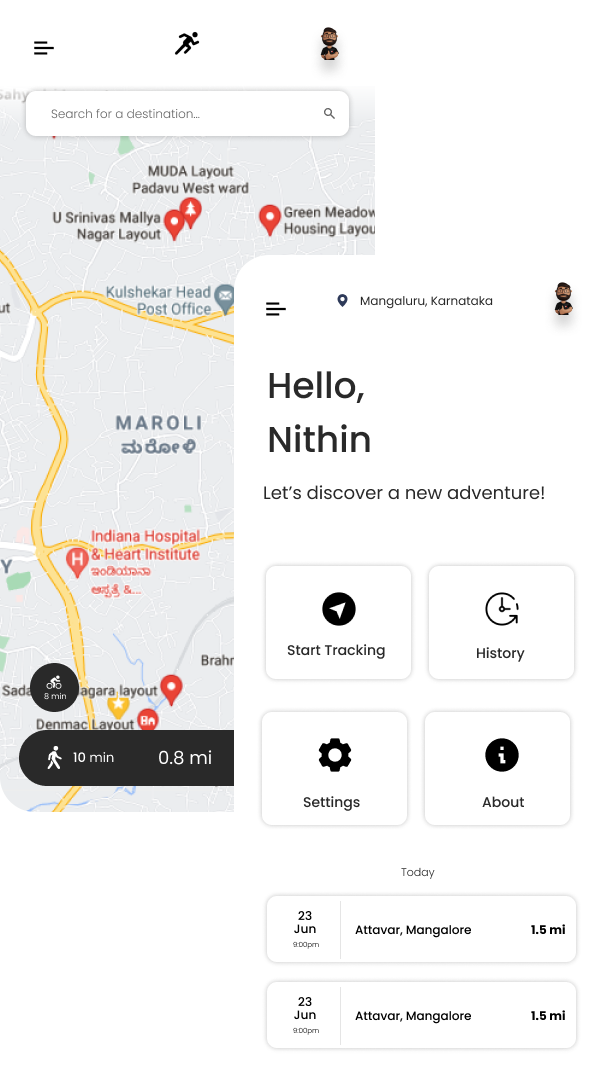 Sahy
Search for a destination...
MUDA Layout
Padavu West ward
U Srinivas Mallya
Nagar Layout
Green Meadow
Housing Layou
Kulshekar Head
Post Office
ut
MAROLI
ಮರೋಳಿ
Indiana Hospital
& Heart Institute
ಇಂಡಿಯಾನಾ
ಆಸ್ಪತ್ರೆ &...
H
Y
Brahr
Sada
agara layout
8 min
Denmac Layout
10 min
0.8 mi
Mangaluru, Karnataka
Hello,
Nithin
Let's discover a new adventure!
Start Tracking
History
Settings
About
Today
23
Jun
9:00pm
Attavar, Mangalore
1.5 mi
23
Jun
9:00pm
Attavar, Mangalore
1.5 mi